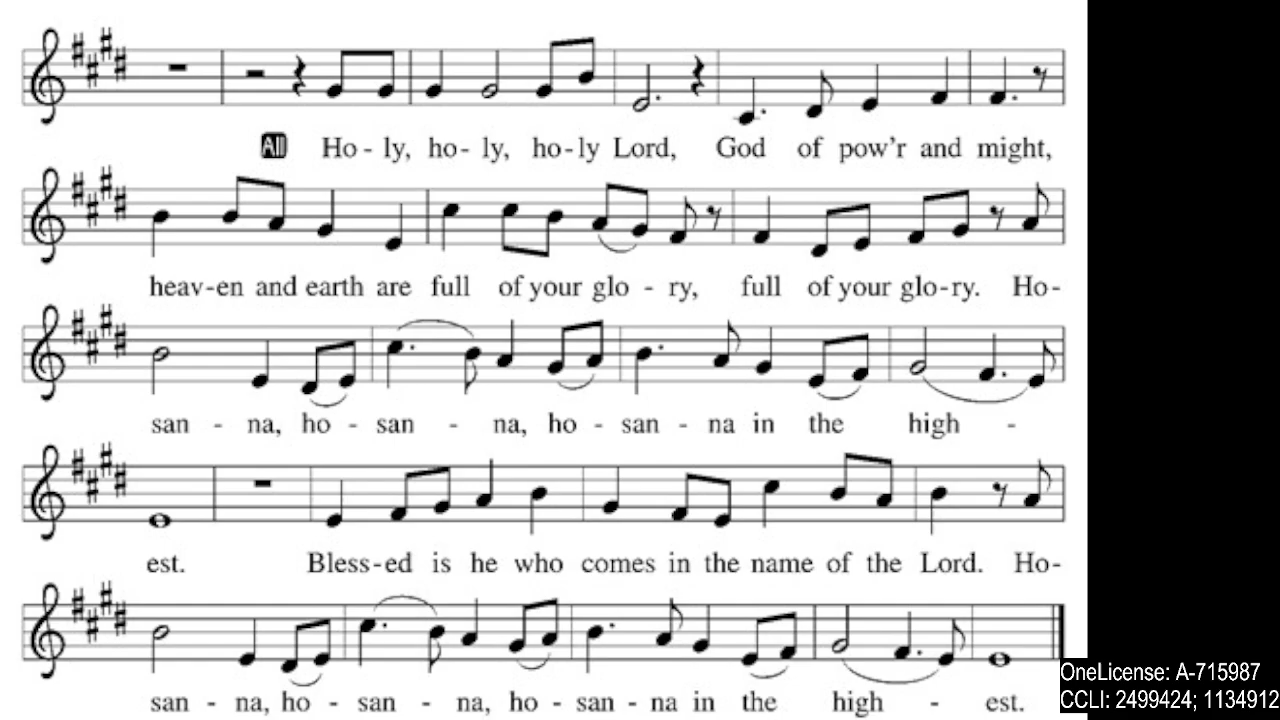 All Ho - ly, ho - ly, ho - ly Lord, God of pow'r and might,
heav - en and earth are full of your glo - ry, full of your glo - ry. Ho -
san - na, ho - san - na, ho - san - na in the high -
est. Bless - ed is he who comes in the name of the Lord. Ho -
san - na, ho - san - na, ho - san - na in the high - est.
OneLicense: A-715987
CCLI: 2499424; 1134912